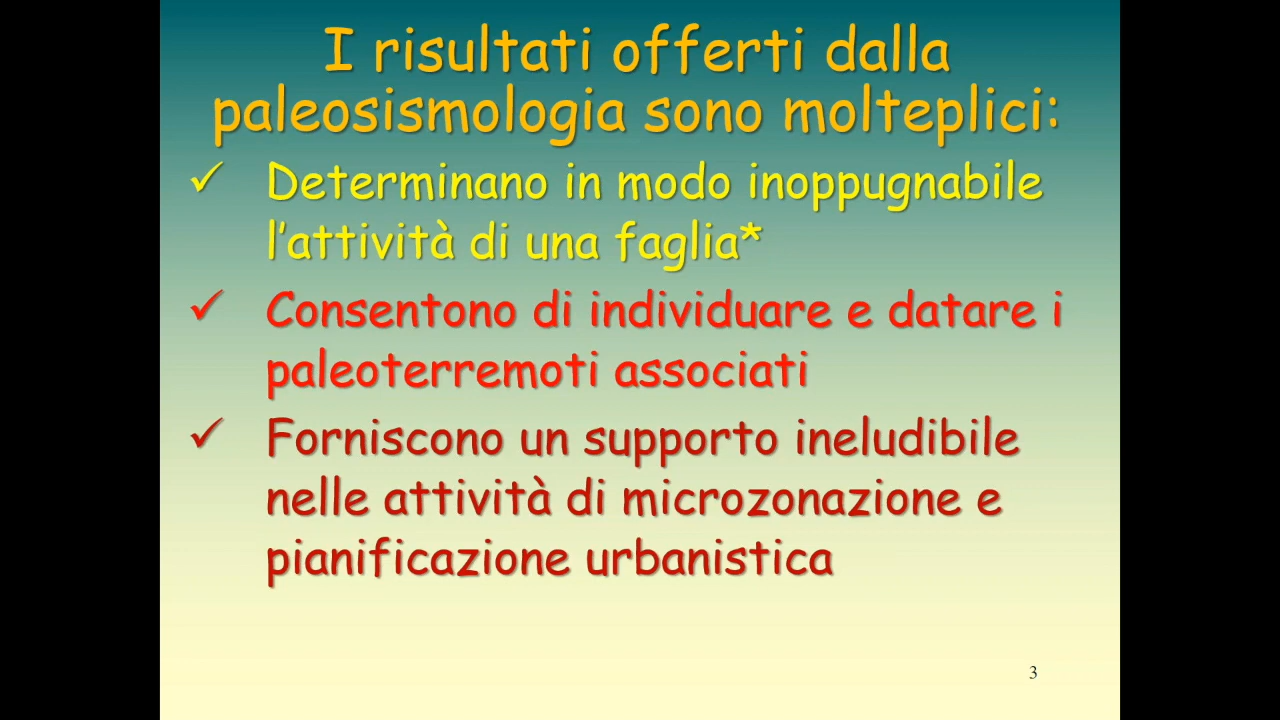 I risultati offerti dalla
paleosismologia sono molteplici:
✓ Determinano in modo inoppugnabile
l'attività di una faglia*
✓ Consentono di individuare e datare i
paleoterremoti associati
✓ Forniscono un supporto ineludibile
nelle attività di microzonazione e
pianificazione urbanistica
3